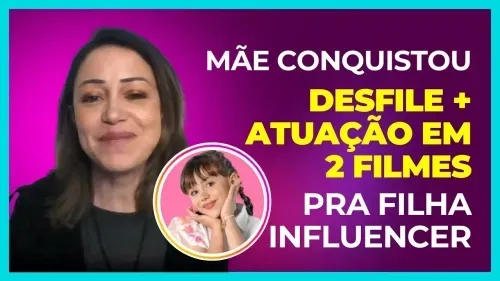 MÃE CONQUISTOU
DESFILE +
ATUAÇÃO EM
2 FILMES
PRA FILHA
INFLUENCER